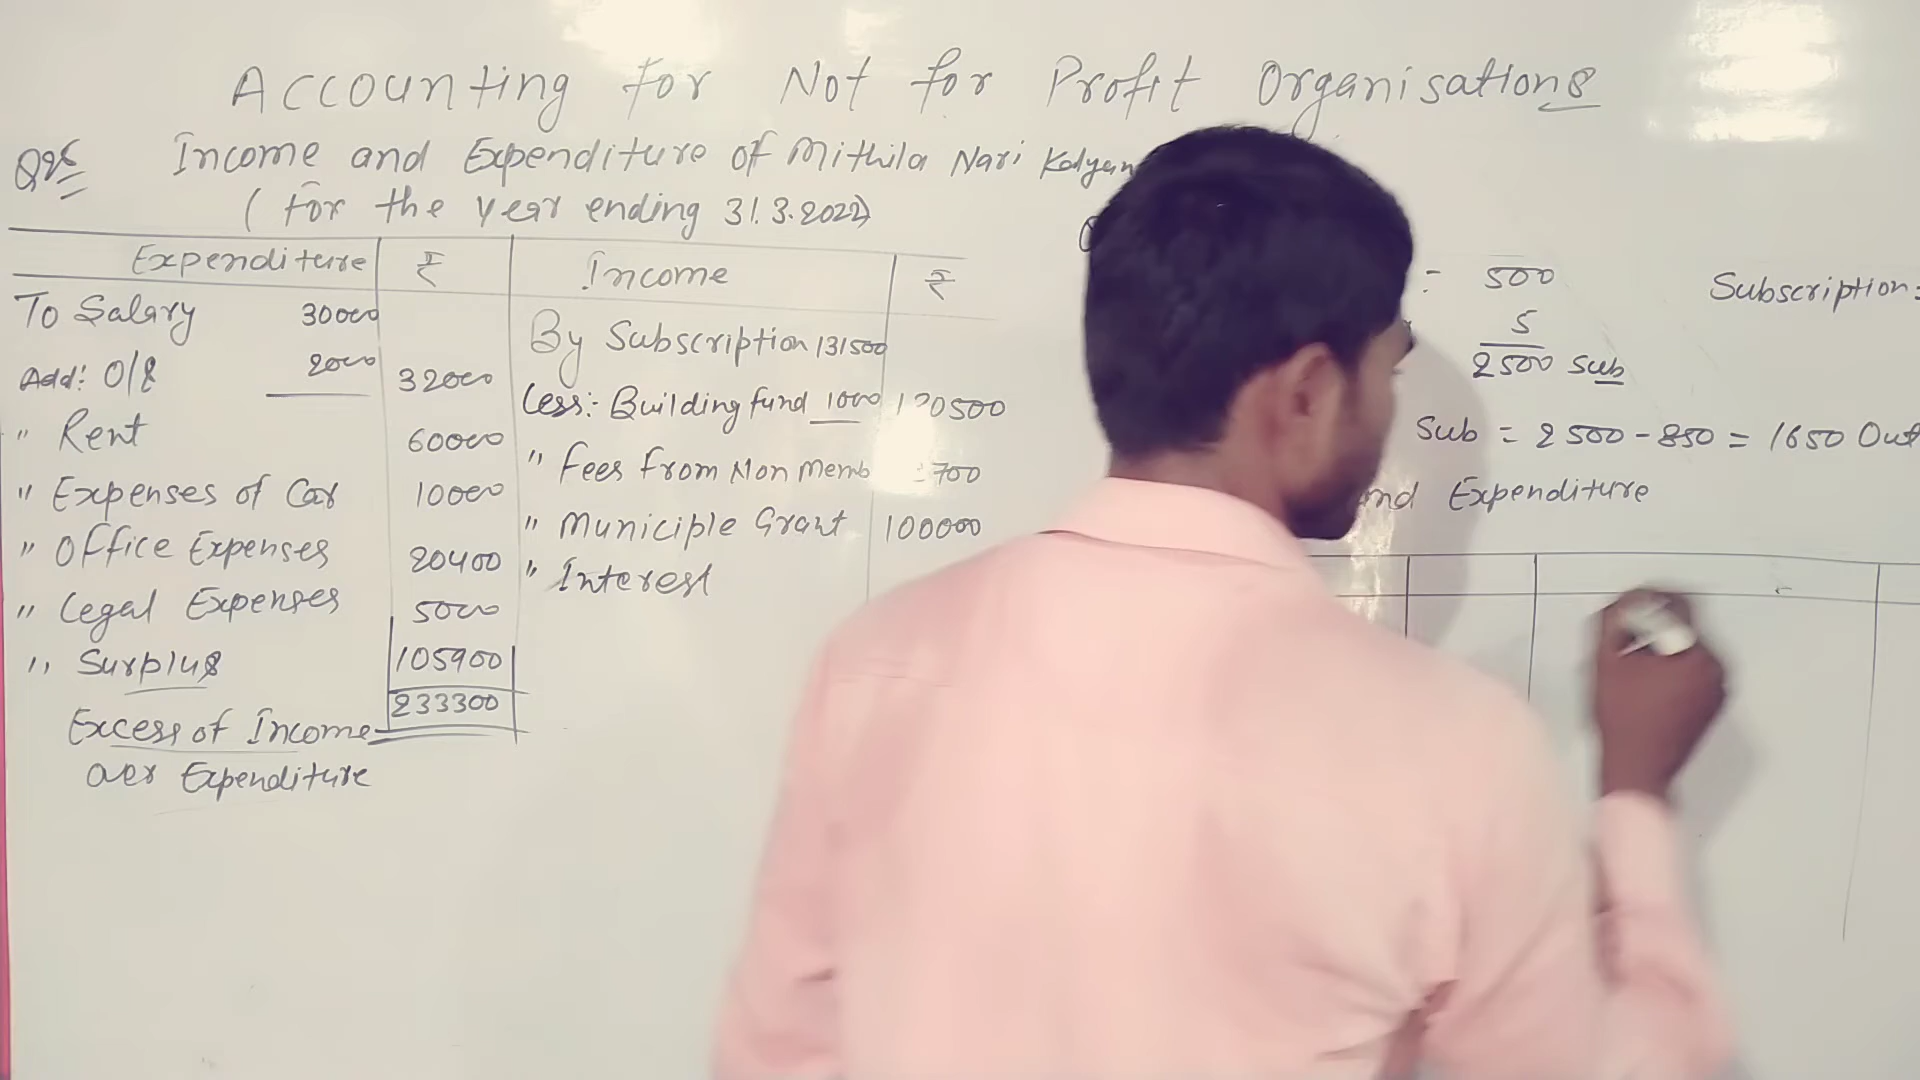 Accounting for Not for Profit Organisations
Income and Expenditure of Mithila Nari Kalyan
(for the year ending 31.3.2022)
Expenditure ₹ Income ₹
To Salary 30000
Add: O/S 2000 32000
" Rent 60000
" Expenses of Car 10000
" Office Expenses 20400
" Legal Expenses 5000
" Surplus 105900
233300
Excess of Income
over Expenditure
By Subscription 131500
Less:- Building fund 1000
" Fees from Non Memb 700
" Municiple Grant 100000
" Interest
:- 500
5
2500 Sub
Subscription:
Sub = 2500-850 = 1650 Out
nd Expenditure